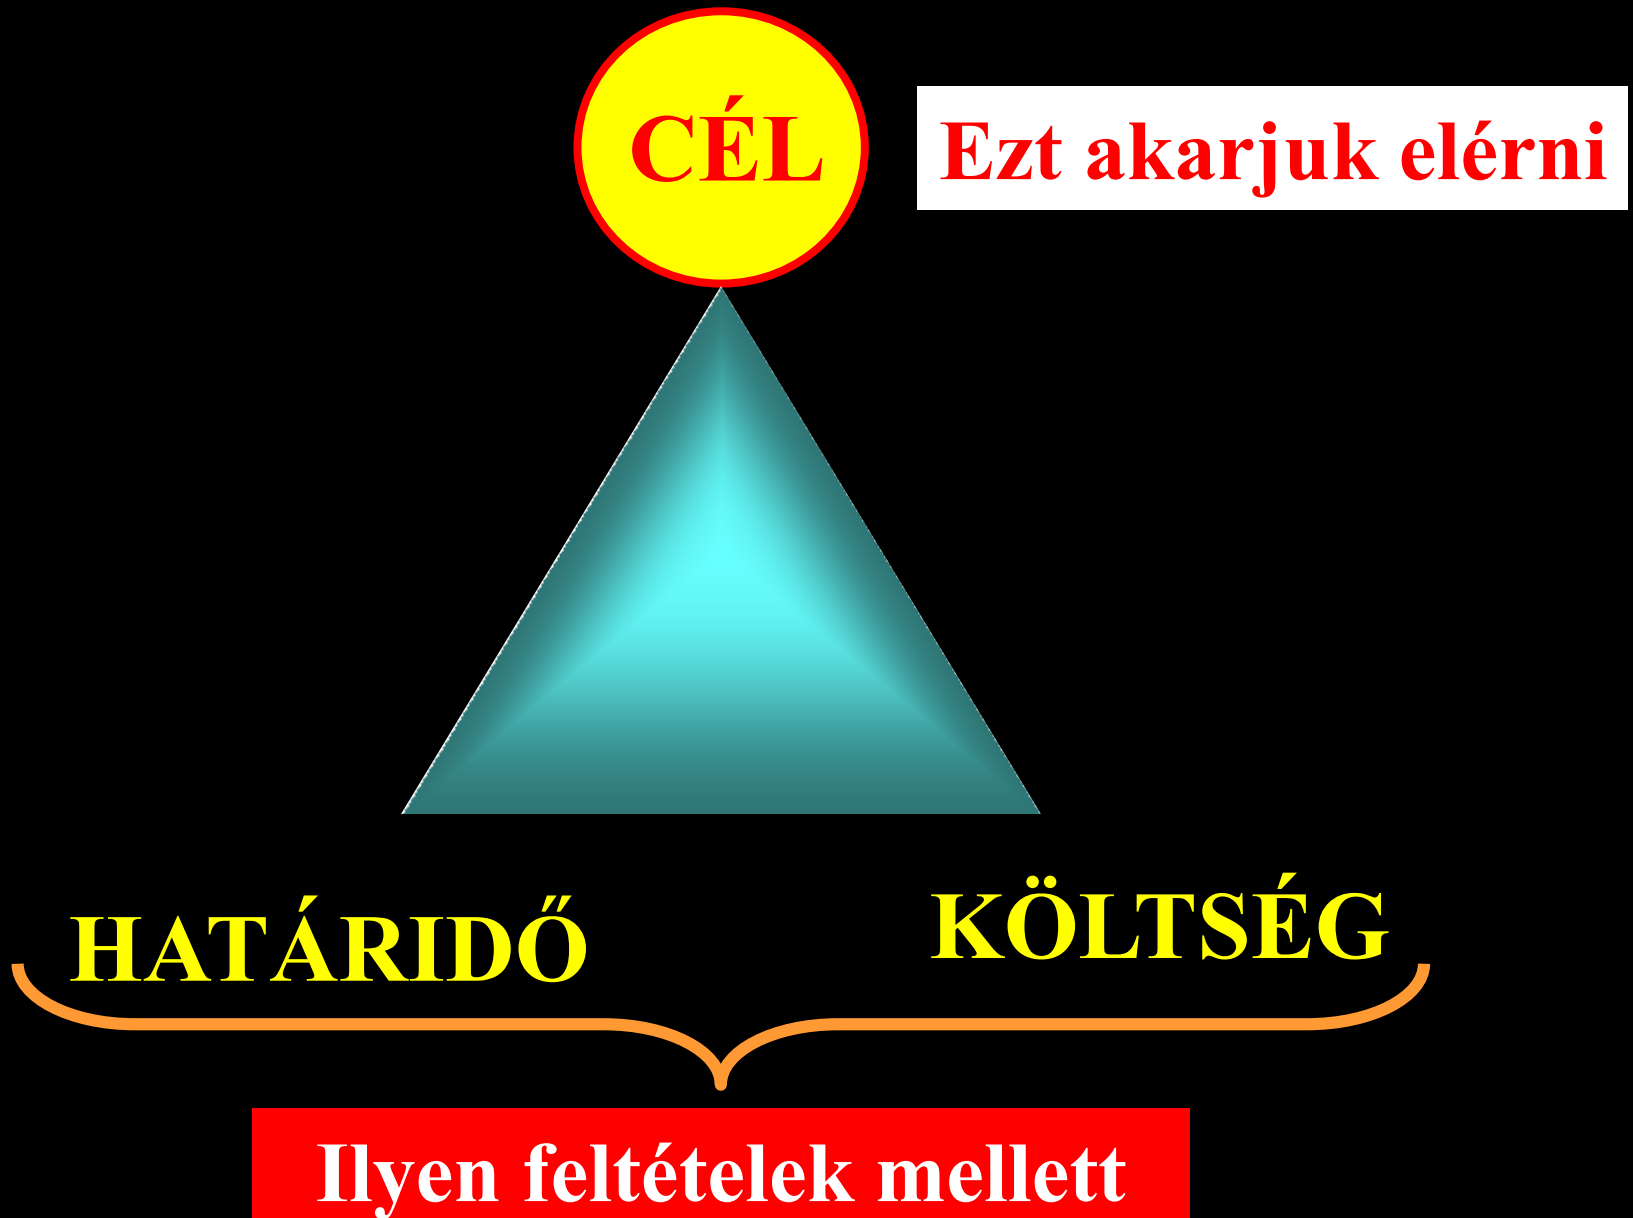 CÉL
Ezt akarjuk elérni
HATÁRIDŐ
KÖLTSÉG
Ilyen feltételek mellett